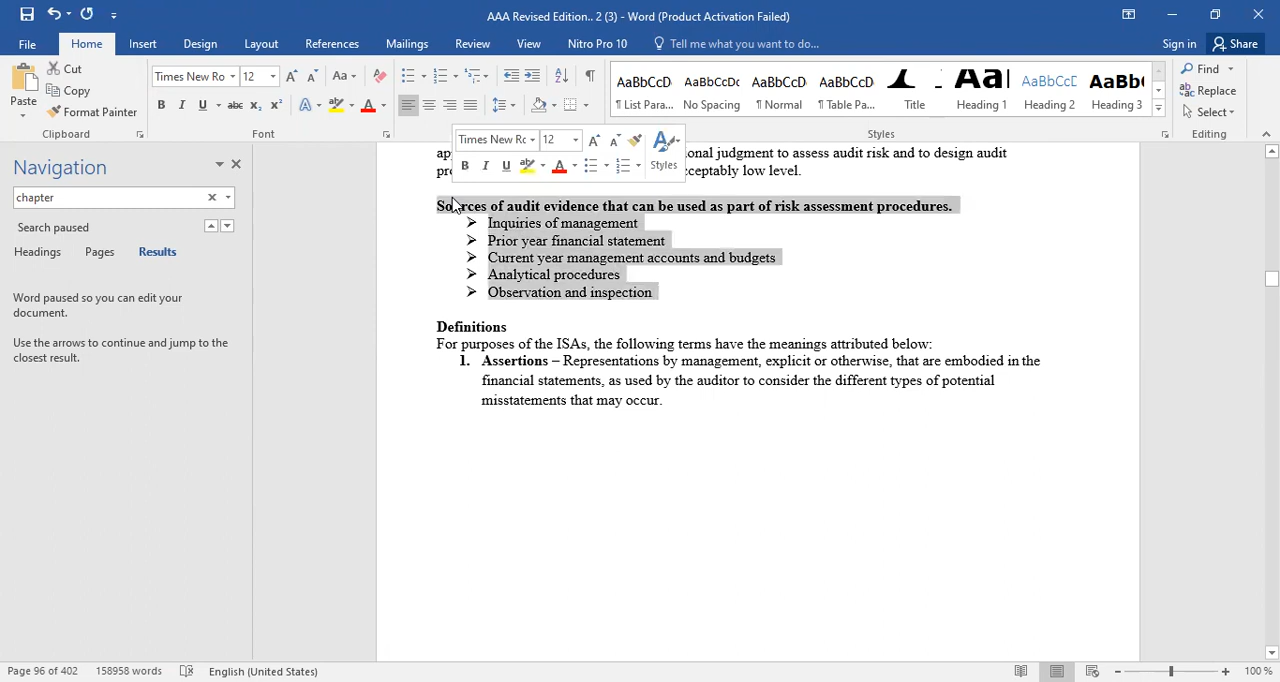 AAA Revised Edition.. 2 (3) - Word (Product Activation Failed)
File Home Insert Design Layout References Mailings Review View Nitro Pro 10 Tell me what you want to do... Sign in Share
Paste
Cut
Copy
Format Painter
Times New Ro 12
AaBbCcD
¶ List Para...
AaBbCcDc
No Spacing
AaBbCcD
¶ Normal
AaBbCcD
¶ Table Pa...
Title
Heading 1
AaBbCcC
Heading 2
AaBbC
Heading 3
Find
Replace
Select
Clipboard Font Styles Editing
Times New Rc 12
Styles
Navigation
chapter
Search paused
Headings Pages Results
Word paused so you can edit your
document.
Use the arrows to continue and jump to the
closest result.
onal judgment to assess audit risk and to design audit
ceptably low level.
Sources of audit evidence that can be used as part of risk assessment procedures.
➢ Inquiries of management
➢ Prior year financial statement
➢ Current year management accounts and budgets
➢ Analytical procedures
➢ Observation and inspection
Definitions
For purposes of the ISAs, the following terms have the meanings attributed below:
1. Assertions – Representations by management, explicit or otherwise, that are embodied in the
financial statements, as used by the auditor to consider the different types of potential
misstatements that may occur.
Page 96 of 402 158958 words English (United States) 100 %